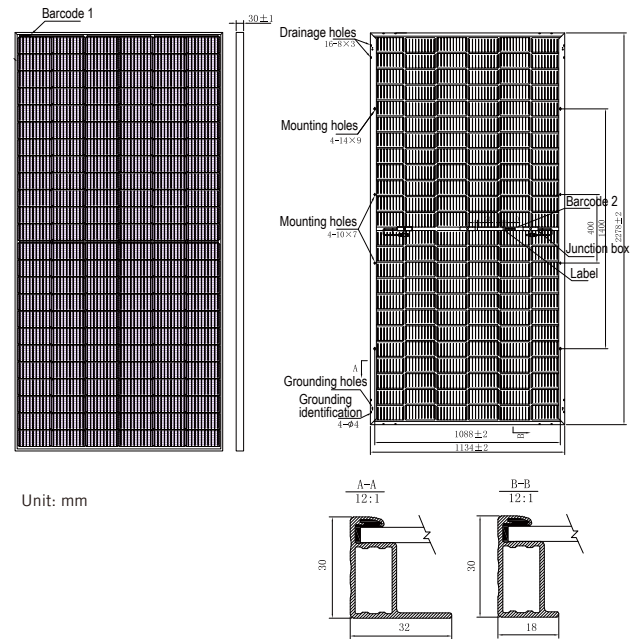 Barcode 1
30±1
Drainage holes
16-8×3
Mounting holes
4-14×9
Mounting holes
4-10×7
Barcode 2
Junction box
Label
400
1400
2278±2
A
Grounding holes
Grounding
identification
4-ϕ4
B
1088±2
1134±2
Unit: mm
A-A
12:1
B-B
12:1
30
32
30
18